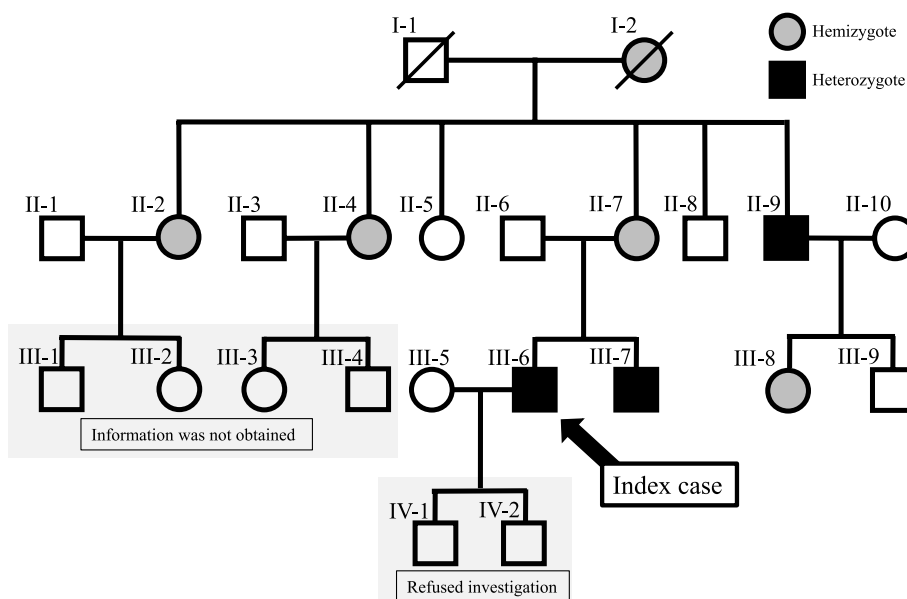 I-1
I-2
Hemizygote
Heterozygote
II-1
II-2
II-3
II-4
II-5
II-6
II-7
II-8
II-9
II-10
III-1
III-2
III-3
III-4
III-5
III-6
III-7
III-8
III-9
Information was not obtained
Index case
IV-1
IV-2
Refused investigation